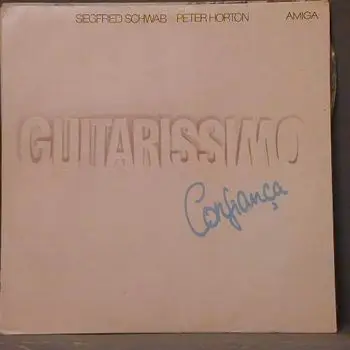 SIEGFRIED SCHWAB PETER HORTON AMIGA
GUITARISSIMO
Confiança